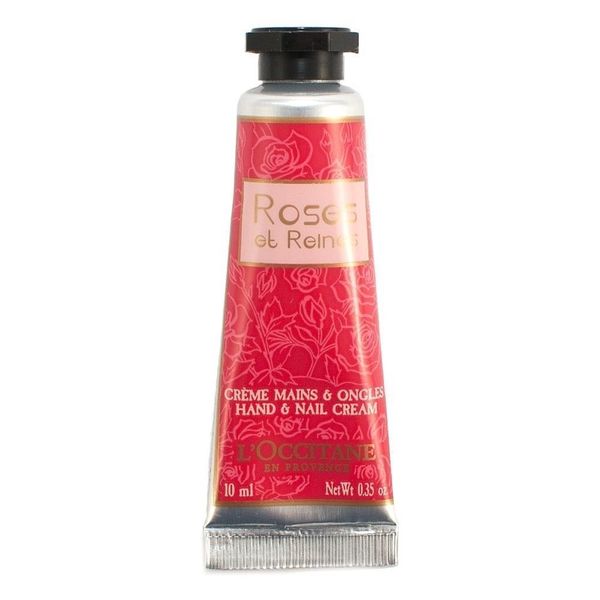 Roses
et Reines
CRÈME MAINS & ONGLES
HAND & NAIL CREAM
L'OCCITANE
EN PROVENCE
10 ml NetWt 0.35 oz